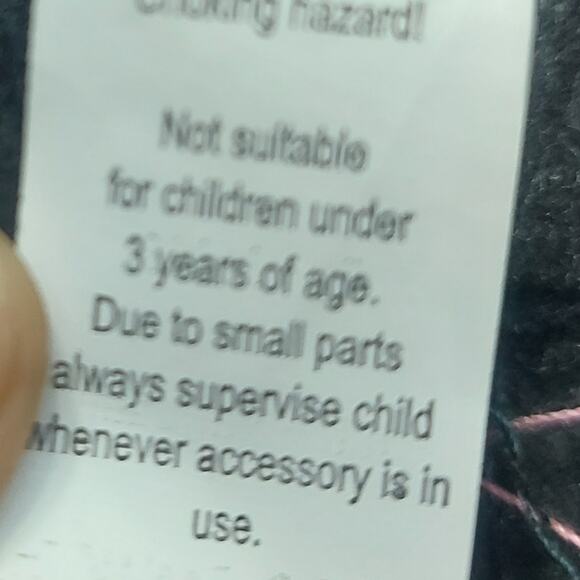 Choking hazard!
Not suitable
for children under
3 years of age.
Due to small parts
always supervise child
whenever accessory is in
use.